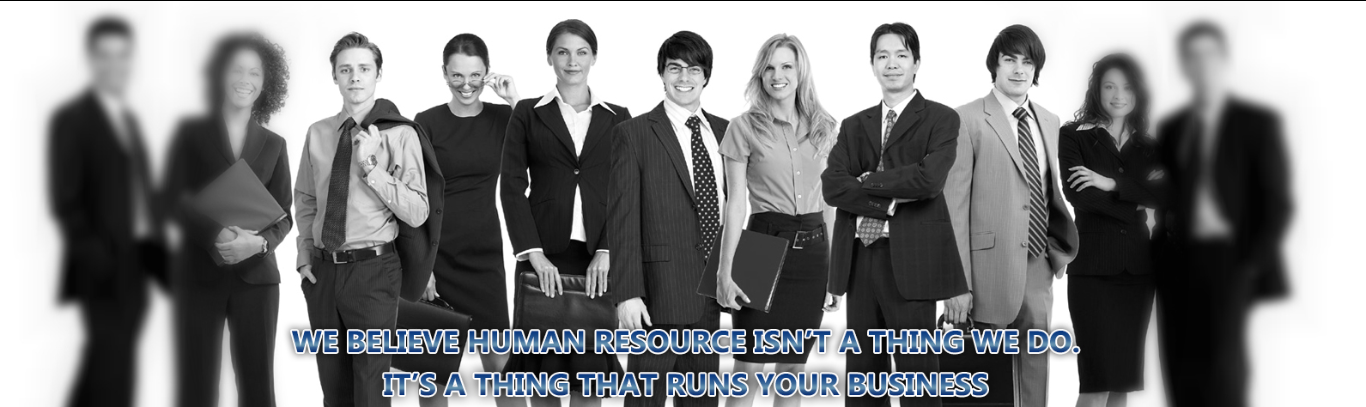 WE BELIEVE HUMAN RESOURCE ISN'T A THING WE DO.
IT'S A THING THAT RUNS YOUR BUSINESS